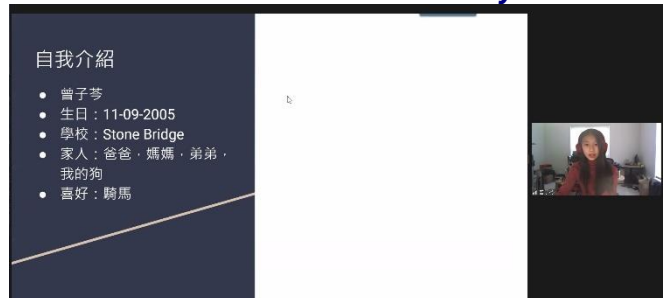 自我介紹
● 曾子芩
● 生日：11-09-2005
● 學校：Stone Bridge
● 家人：爸爸，媽媽，弟弟，
我的狗
● 喜好：騎馬